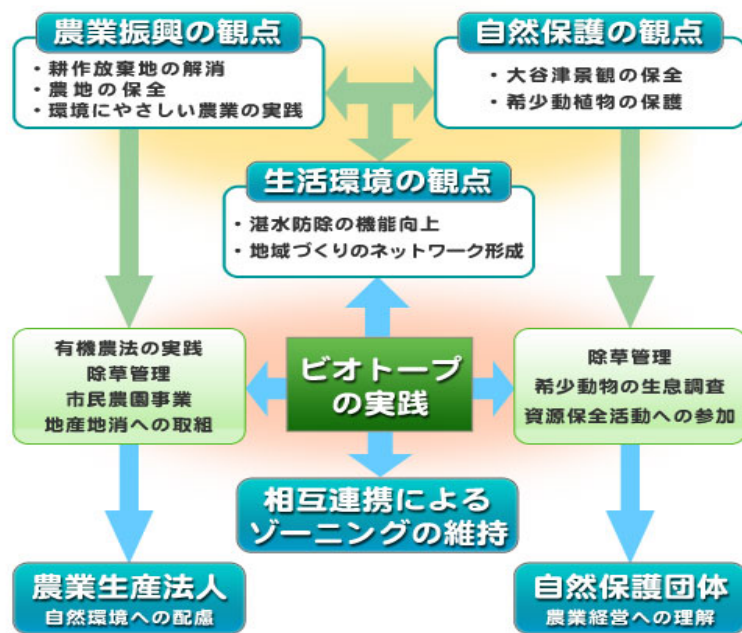 農業振興の観点
・耕作放棄地の解消
・農地の保全
・環境にやさしい農業の実践
自然保護の観点
・大谷津景観の保全
・希少動植物の保護
生活環境の観点
・湛水防除の機能向上
・地域づくりのネットワーク形成
有機農法の実践
除草管理
市民農園事業
地産地消への取組
ビオトープ
の実践
除草管理
希少動物の生息調査
資源保全活動への参加
相互連携による
ゾーニングの維持
農業生産法人
自然環境への配慮
自然保護団体
農業経営への理解